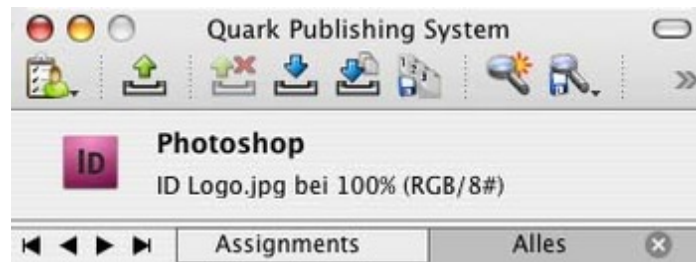 Quark Publishing System
ID
Photoshop
ID Logo.jpg bei 100% (RGB/8#)
Assignments Alles